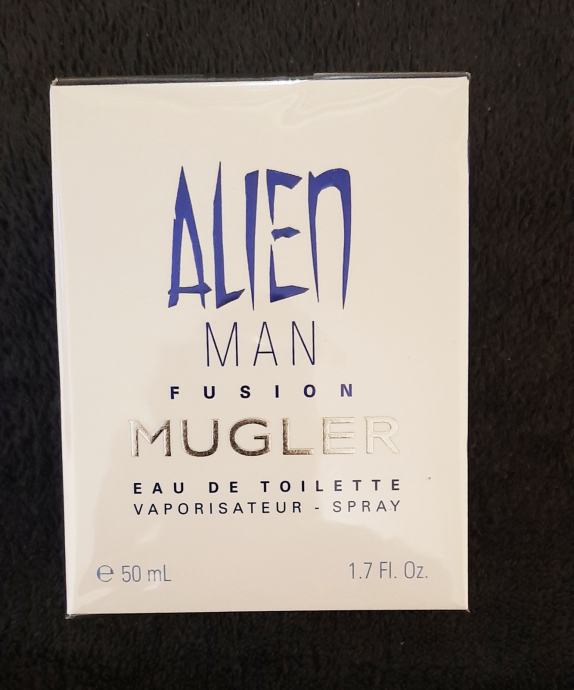 ALIEN
MAN
FUSION
MUGLER
EAU DE TOILETTE
VAPORISATEUR - SPRAY
℮ 50 mL 1.7 Fl. Oz.